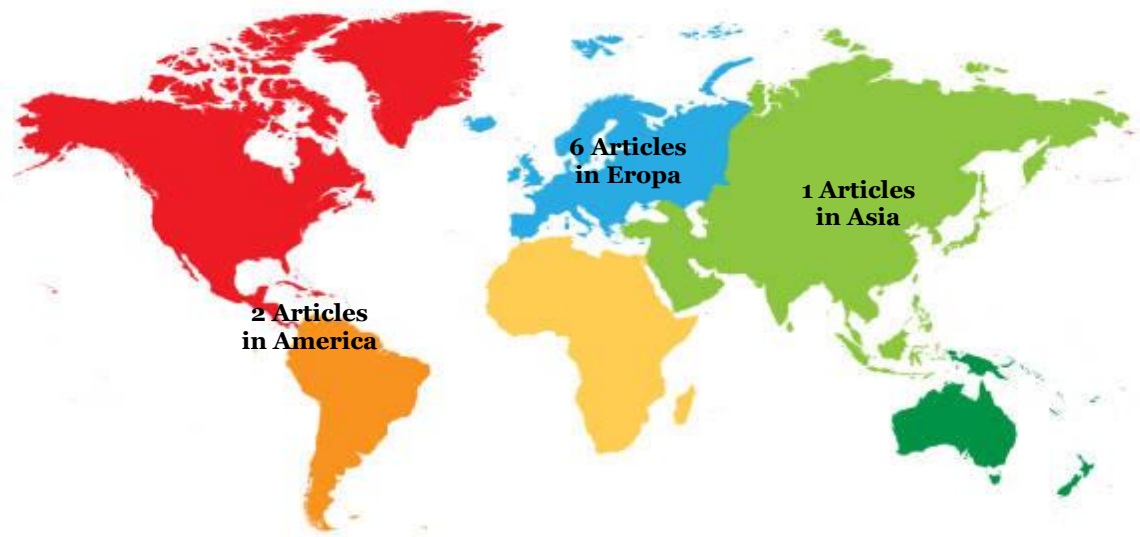 6 Articles
in Eropa
1 Articles
in Asia
2 Articles
in America